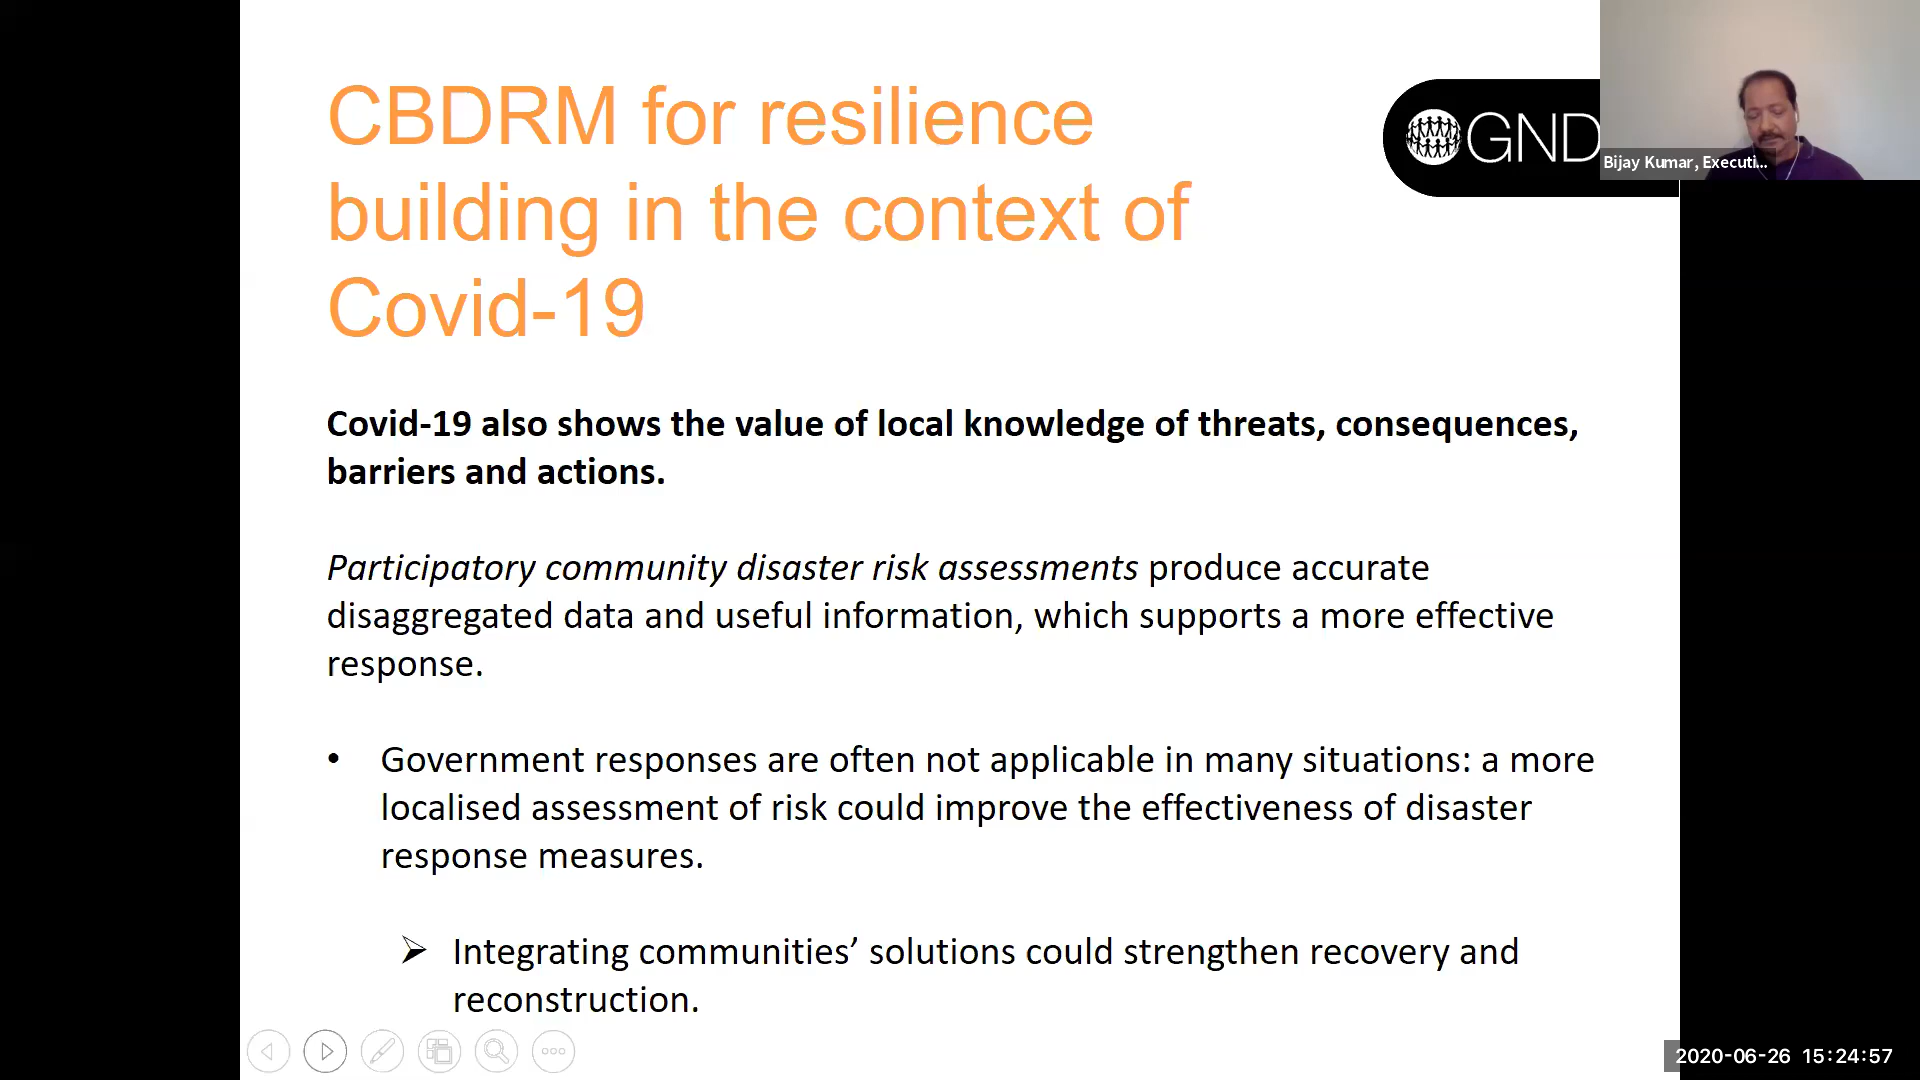 CBDRM for resilience
building in the context of
Covid-19
GND
Bijay Kumar, Executi...
Covid-19 also shows the value of local knowledge of threats, consequences,
barriers and actions.
Participatory community disaster risk assessments produce accurate
disaggregated data and useful information, which supports a more effective
response.
• Government responses are often not applicable in many situations: a more
localised assessment of risk could improve the effectiveness of disaster
response measures.
➢ Integrating communities’ solutions could strengthen recovery and
reconstruction.
2020-06-26 15:24:57